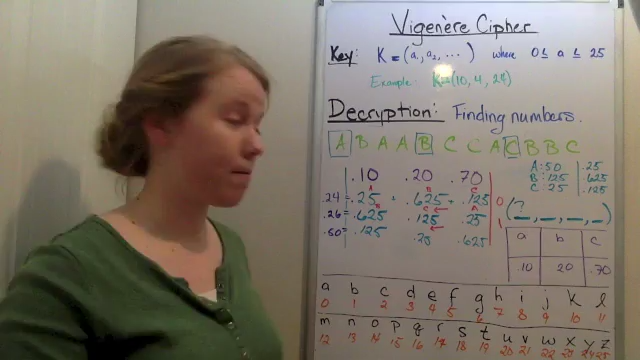 Vigenère Cipher
Key: K = (a₁, a₂, ...) where 0 ≤ a ≤ 25
Example: K = (10, 4, 24)
Decryption: Finding numbers.
A B A A B C C A C B B C
A: 50 .25
B: 125 .625
C: 25 .125
.10 .20 .70
A B C
.24 = .25 + .625 + .125
B C A
.26 = .625 .125 .25
.50 = .125 .25 .625
0
1
(?, _, _, _)
a b c
.10 .20 .70
a b c d e f g h i j k l
0 1 2 3 4 5 6 7 8 9 10 11
m n o p q r s t u v w x y z
12 13 14 15 16 17 18 19 20 21 22 23 24 25